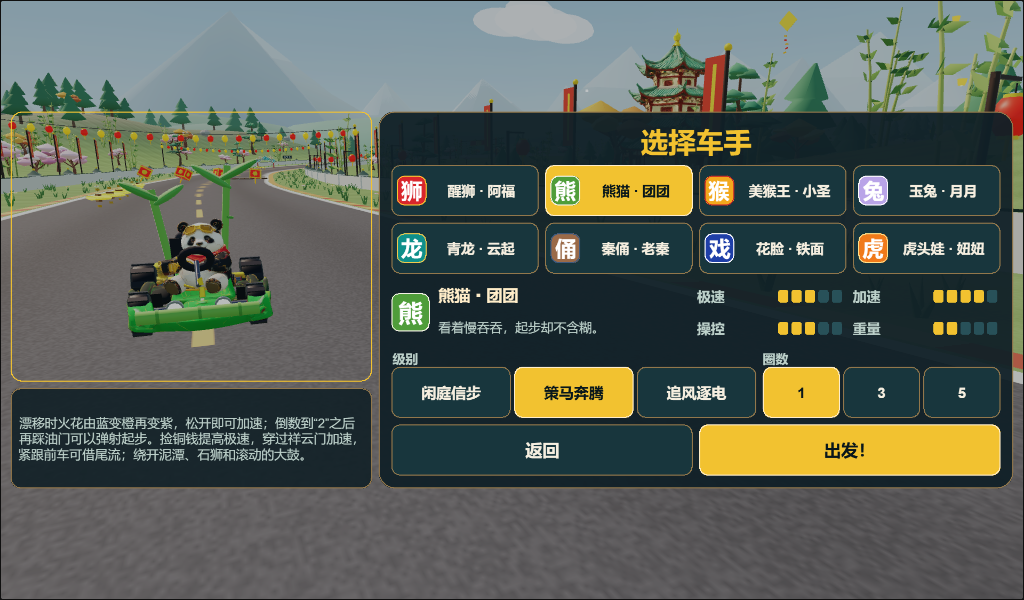 选择车手
狮 醒狮·阿福
熊 熊猫·团团
猴 美猴王·小圣
兔 玉兔·月月
龙 青龙·云起
俑 秦俑·老秦
戏 花脸·铁面
虎 虎头娃·妞妞
熊 熊猫·团团
看着慢吞吞，起步却不含糊。
极速 加速
操控 重量
级别 圈数
闲庭信步 策马奔腾 追风逐电 1 3 5
返回 出发！
漂移时火花由蓝变橙再变紫，松开即可加速；倒数到“2”之后
再踩油门可以弹射起步。捡铜钱提高极速，穿过祥云门加速，
紧跟前车可借尾流；绕开泥潭、石狮和滚动的大鼓。